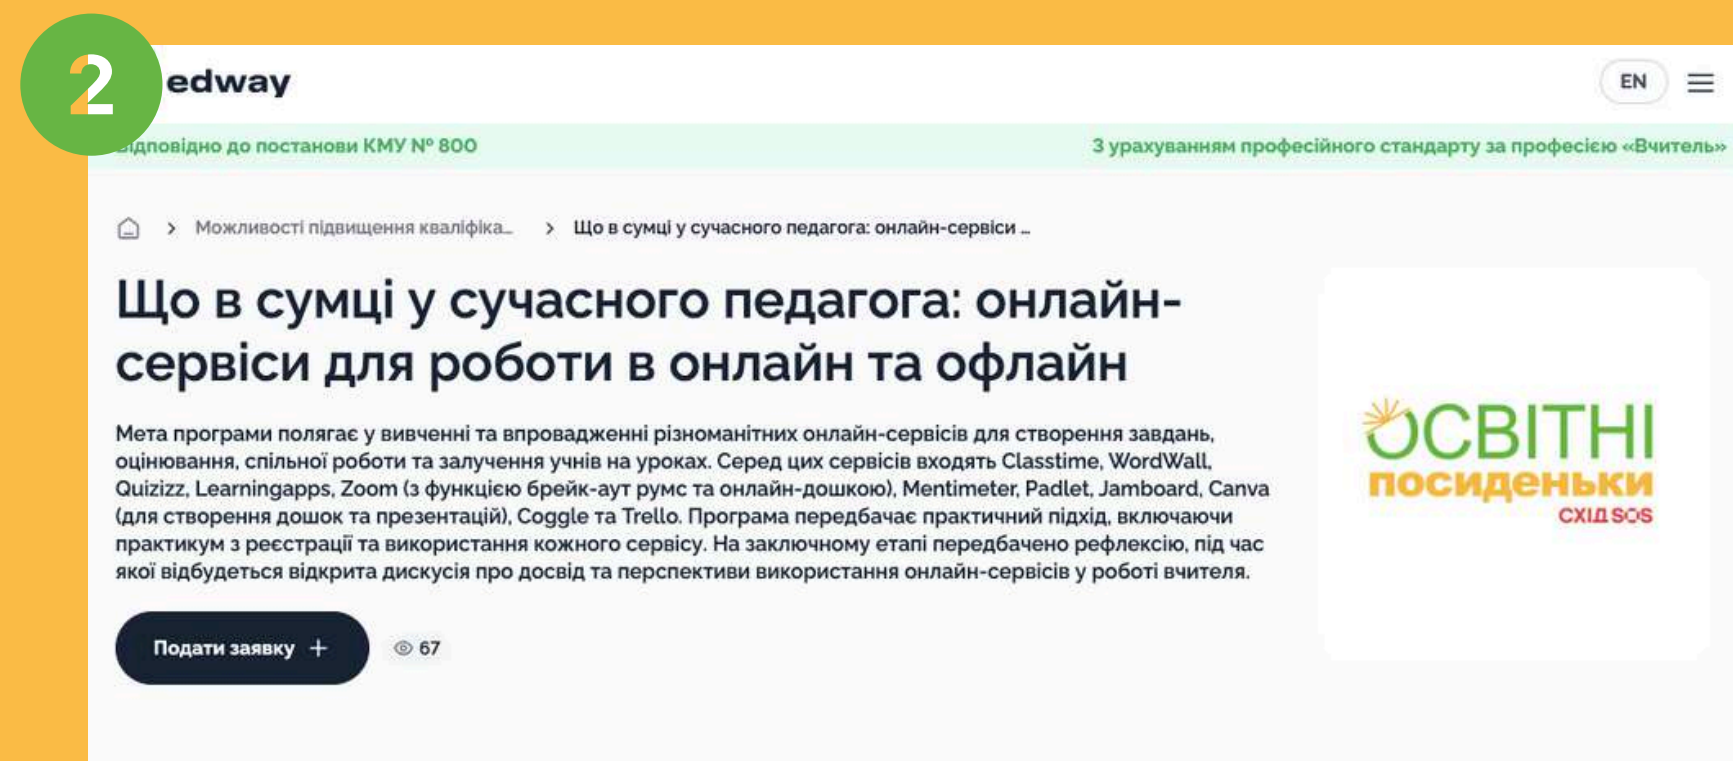 2
edway
EN
Відповідно до постанови КМУ № 800
З урахуванням професійного стандарту за професією «Вчитель»
Можливості підвищення кваліфіка...
Що в сумці у сучасного педагога: онлайн-сервіси ...
Що в сумці у сучасного педагога: онлайн-
сервіси для роботи в онлайн та офлайн
Мета програми полягає у вивченні та впровадженні різноманітних онлайн-сервісів для створення завдань,
оцінювання, спільної роботи та залучення учнів на уроках. Серед цих сервісів входять Classtime, WordWall,
Quizizz, Learningapps, Zoom (з функцією брейк-аут румс та онлайн-дошкою), Mentimeter, Padlet, Jamboard, Canva
(для створення дошок та презентацій), Coggle та Trello. Програма передбачає практичний підхід, включаючи
практикум з реєстрації та використання кожного сервісу. На заключному етапі передбачено рефлексію, під час
якої відбудеться відкрита дискусія про досвід та перспективи використання онлайн-сервісів у роботі вчителя.
Подати заявку +
67
ОСВІТНІ
посиденьки
СХІД SOS